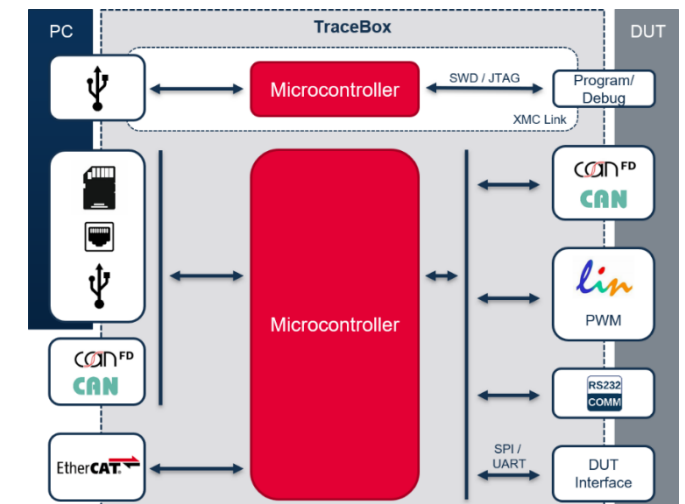 PC
TraceBox
DUT
Microcontroller
SWD / JTAG
Program/
Debug
XMC Link
CAN FD
CAN
Microcontroller
lin
PWM
CAN FD
CAN
RS232
COMM
EtherCAT.
SPI /
UART
DUT
Interface